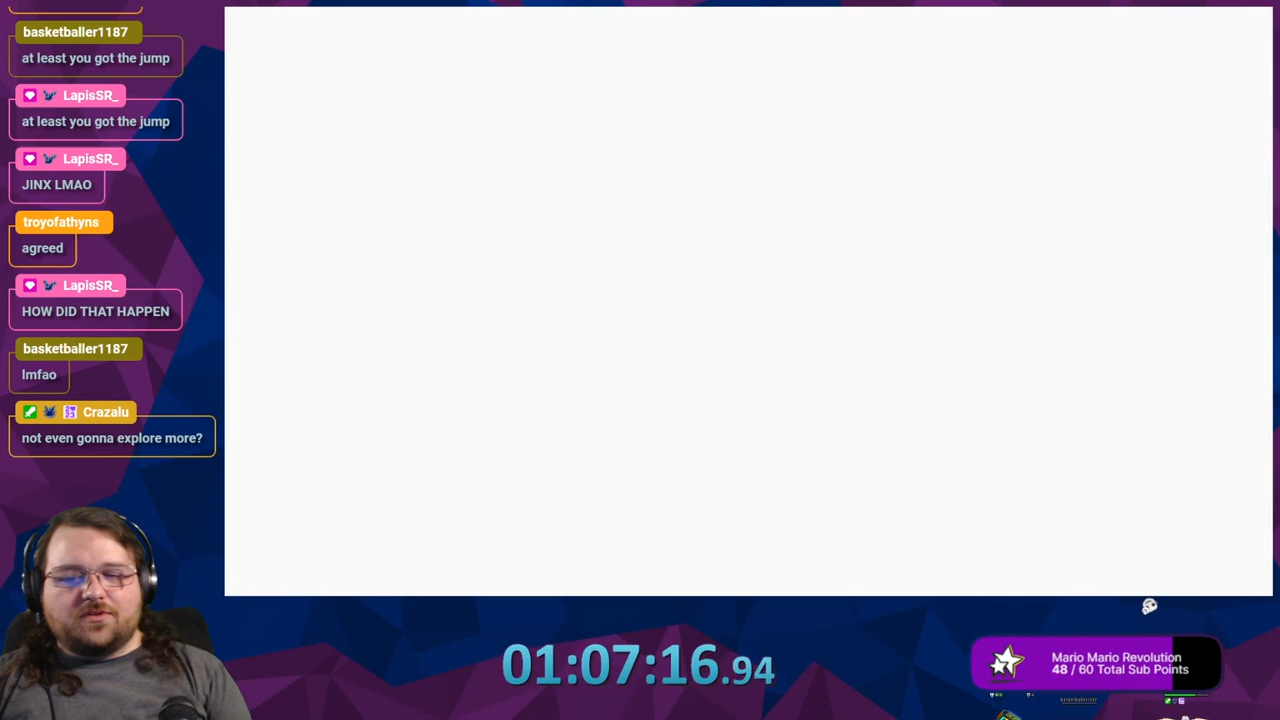 basketballer1187
at least you got the jump
LapisSR_
at least you got the jump
LapisSR_
JINX LMAO
troyofathyns
agreed
LapisSR_
HOW DID THAT HAPPEN
basketballer1187
lmfao
Crazalu
not even gonna explore more?
01:07:16.94
Mario Mario Revolution
48 / 60 Total Sub Points